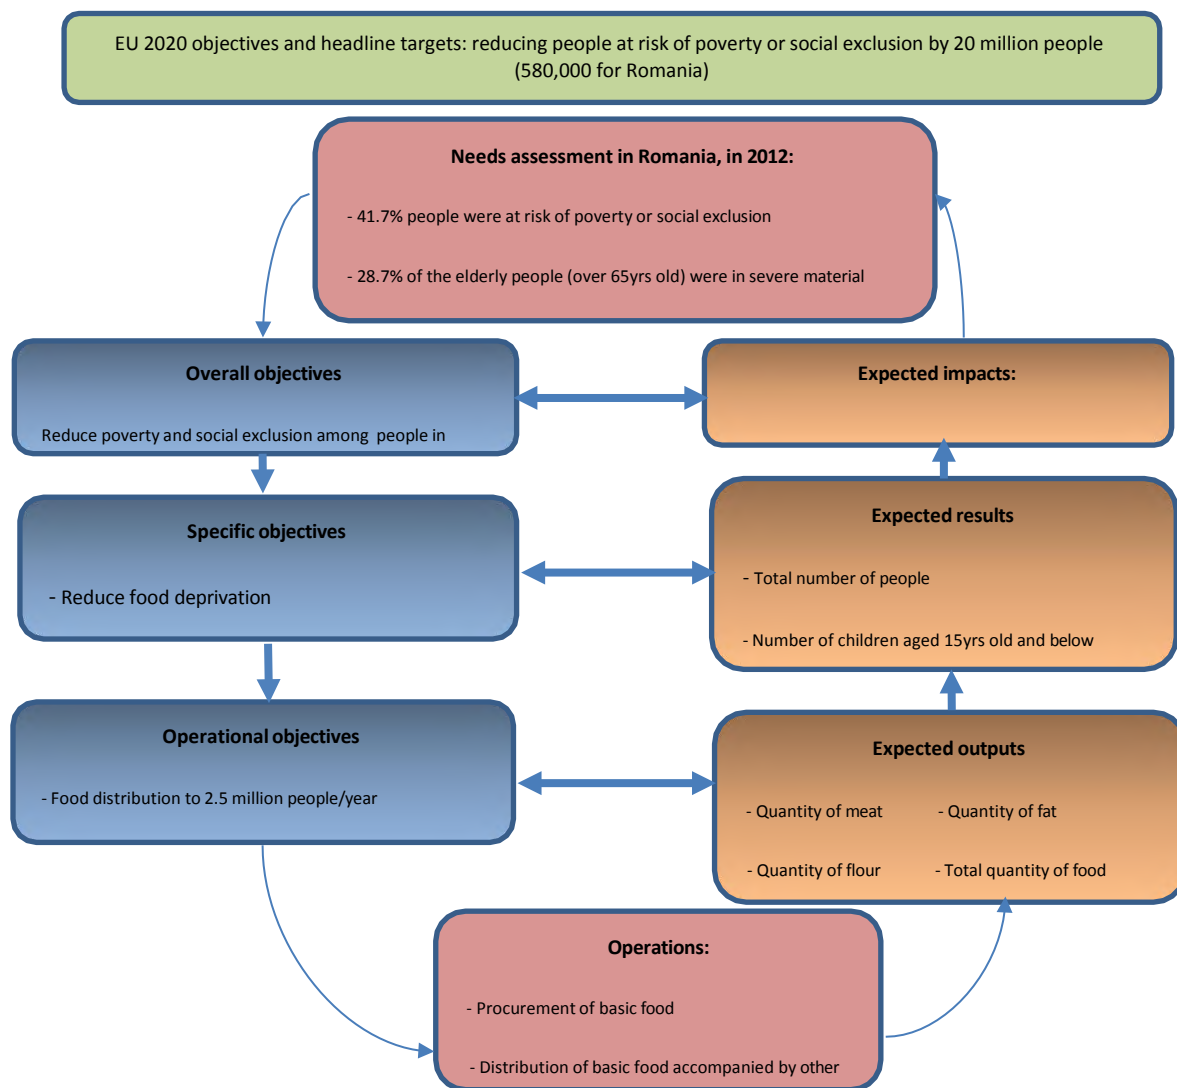 EU 2020 objectives and headline targets: reducing people at risk of poverty or social exclusion by 20 million people
(580,000 for Romania)
Needs assessment in Romania, in 2012:
- 41.7% people were at risk of poverty or social exclusion
- 28.7% of the elderly people (over 65yrs old) were in severe material
Overall objectives
Reduce poverty and social exclusion among people in
Expected impacts:
Specific objectives
- Reduce food deprivation
Expected results
- Total number of people
- Number of children aged 15yrs old and below
Operational objectives
- Food distribution to 2.5 million people/year
Expected outputs
- Quantity of meat - Quantity of fat
- Quantity of flour - Total quantity of food
Operations:
- Procurement of basic food
- Distribution of basic food accompanied by other